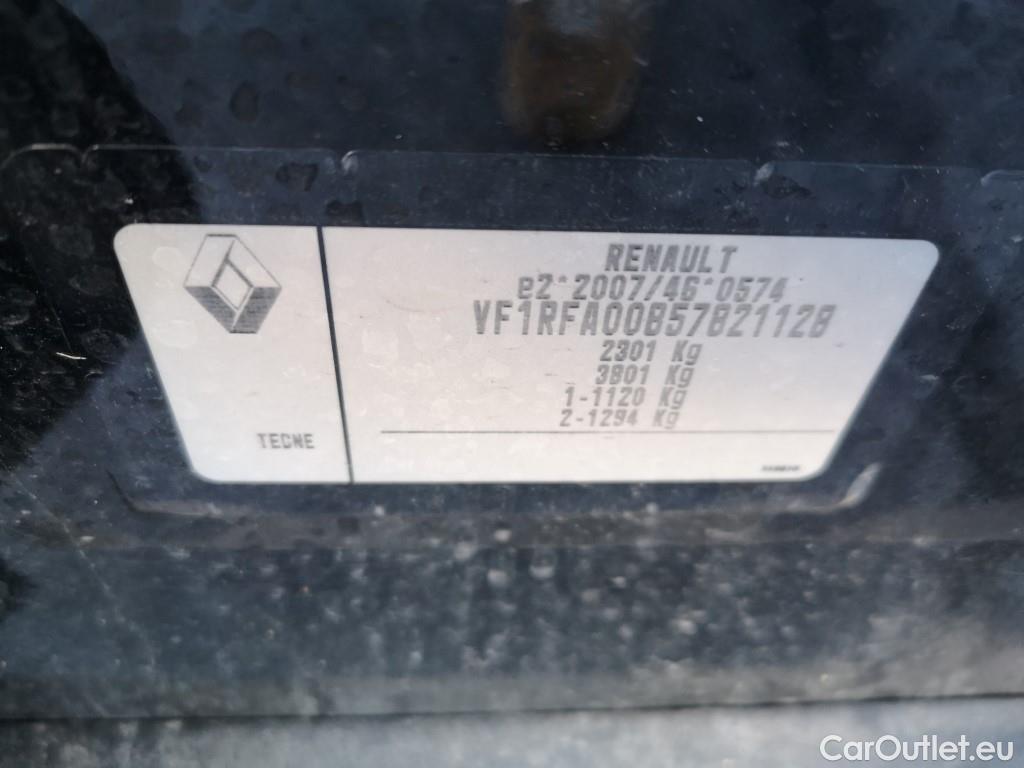 RENAULT
e2*2007/46*0574
VF1RFA00857821128
2301 Kg
3801 Kg
1-1120 Kg
2-1294 Kg
TECNE
CarOutlet.eu